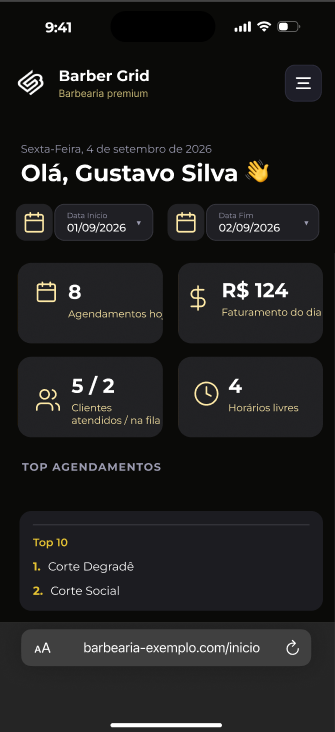 9:41
Barber Grid
Barbearia premium
Sexta-Feira, 4 de setembro de 2026
Olá, Gustavo Silva 👋
Data Início
01/09/2026
Data Fim
02/09/2026
8
Agendamentos ho
R$ 124
Faturamento do dia
5 / 2
Clientes
atendidos / na fila
4
Horários livres
TOP AGENDAMENTOS
Top 10
1. Corte Degradê
2. Corte Social
AA barbearia-exemplo.com/inicio